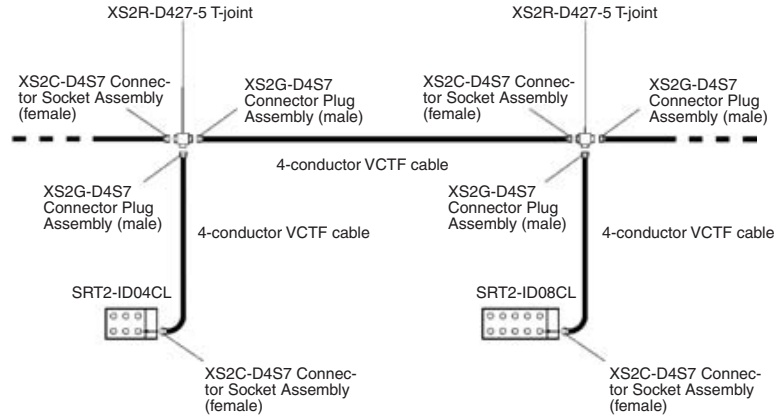 XS2R-D427-5 T-joint
XS2R-D427-5 T-joint
XS2C-D4S7 Connec-
tor Socket Assembly
(female)
XS2G-D4S7
Connector Plug
Assembly (male)
XS2C-D4S7 Connec-
tor Socket Assembly
(female)
XS2G-D4S7
Connector Plug
Assembly (male)
4-conductor VCTF cable
XS2G-D4S7
Connector Plug
Assembly (male)
XS2G-D4S7
Connector Plug
Assembly (male)
4-conductor VCTF cable
4-conductor VCTF cable
SRT2-ID04CL
SRT2-ID08CL
XS2C-D4S7 Connec-
tor Socket Assembly
(female)
XS2C-D4S7 Connec-
tor Socket Assembly
(female)